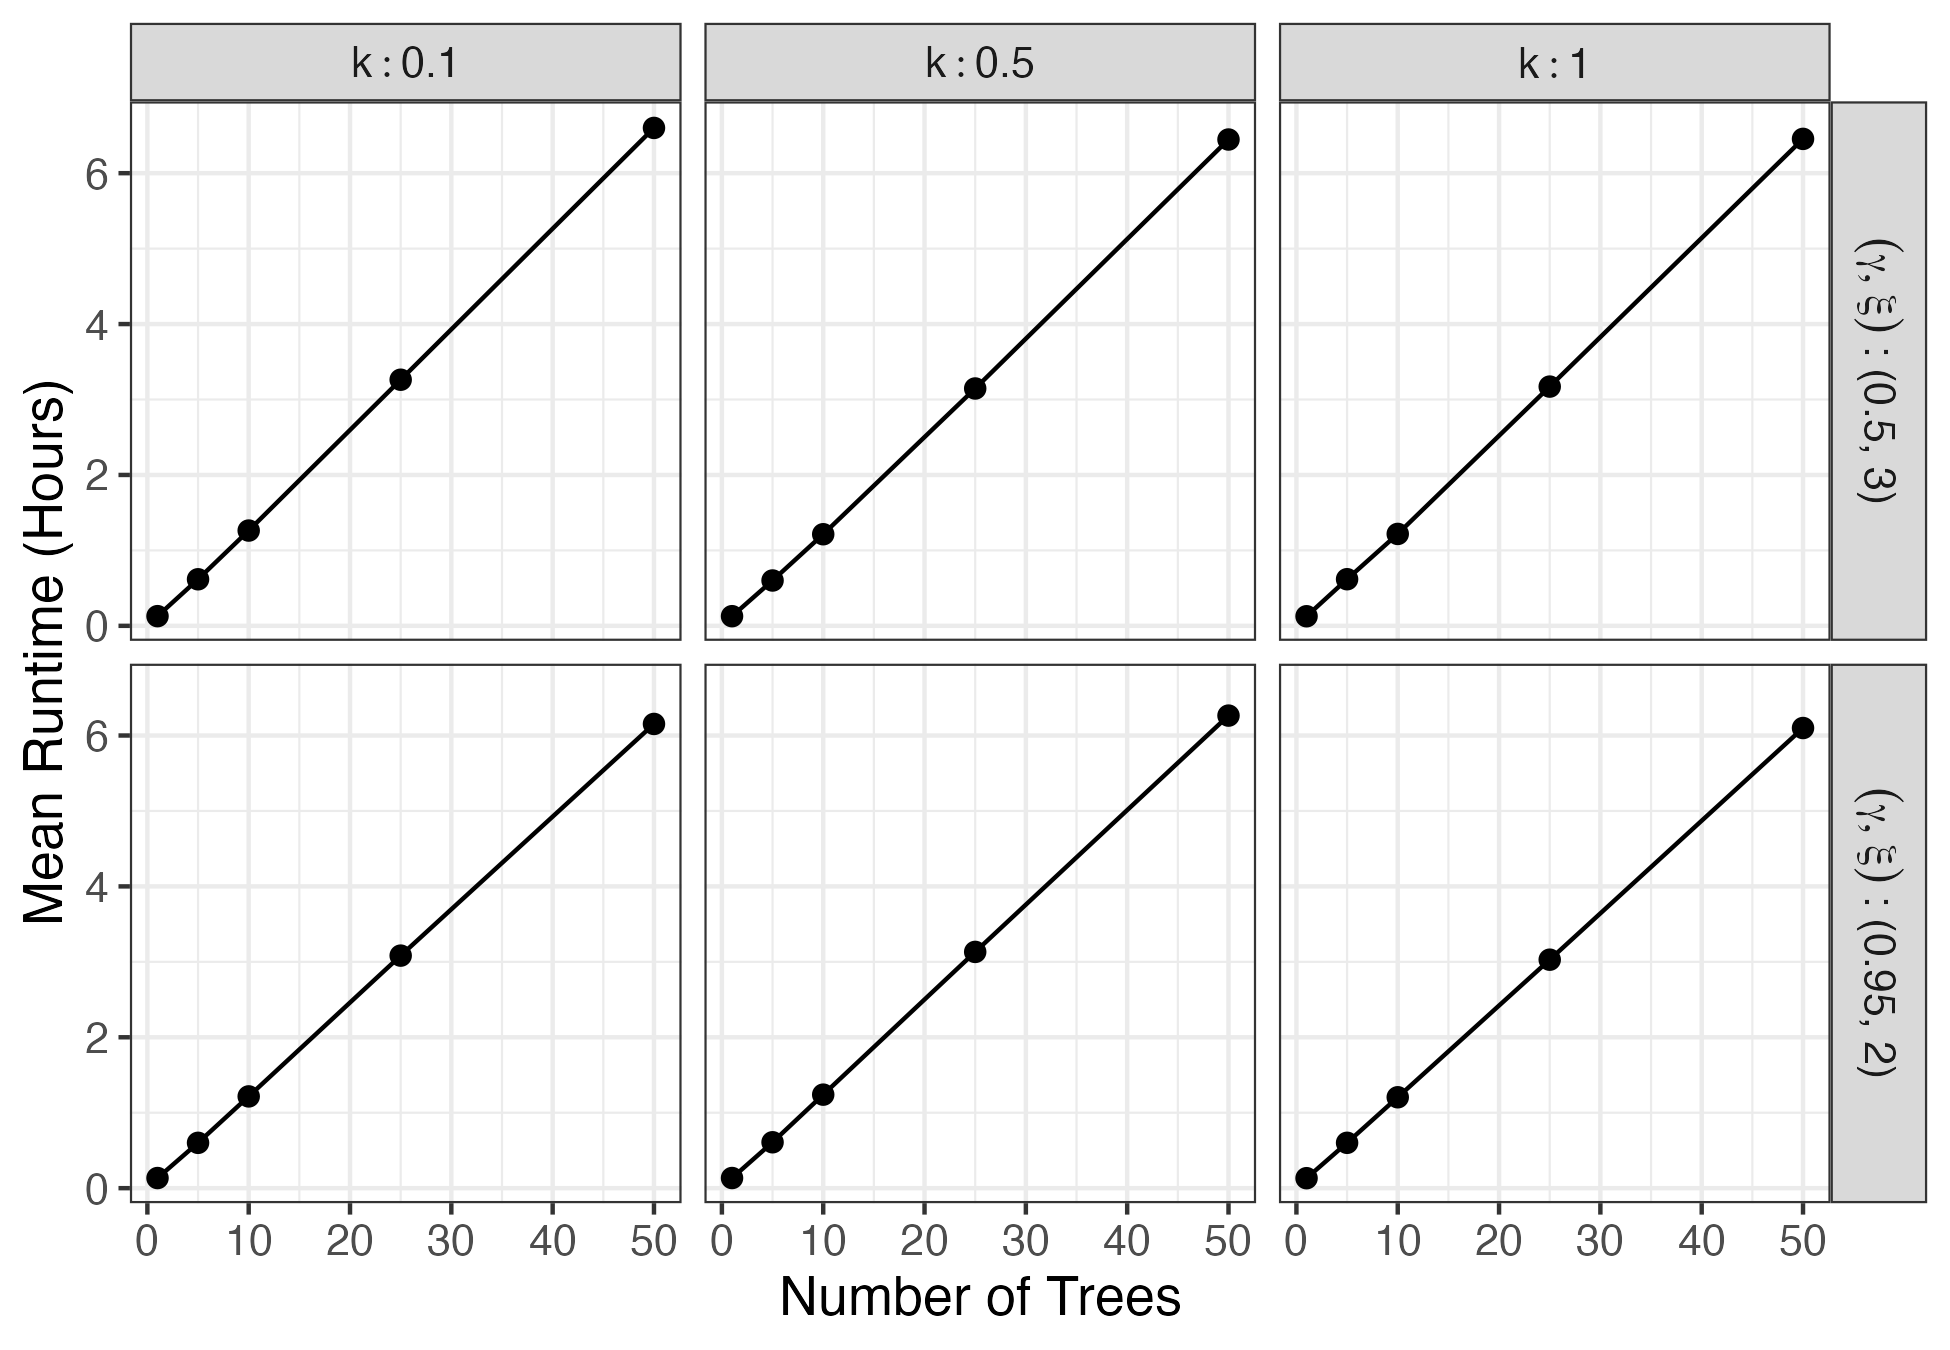 k : 0.1
k : 0.5
k : 1
6
4
2
0
(γ, ξ) : (0.5, 3)
Mean Runtime (Hours)
6
4
2
0
(γ, ξ) : (0.95, 2)
0 10 20 30 40 50 0 10 20 30 40 50 0 10 20 30 40 50
Number of Trees